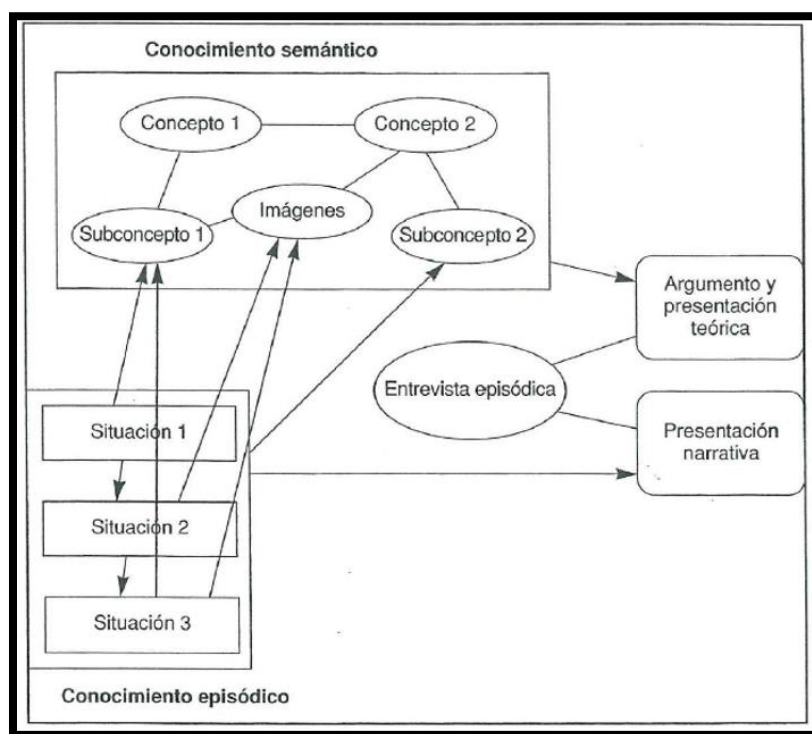 Conocimiento semántico
Concepto 1
Concepto 2
Imágenes
Subconcepto 1
Subconcepto 2
Argumento y
presentación
teórica
Entrevista episódica
Situación 1
Presentación
narrativa
Situación 2
Situación 3
Conocimiento episódico